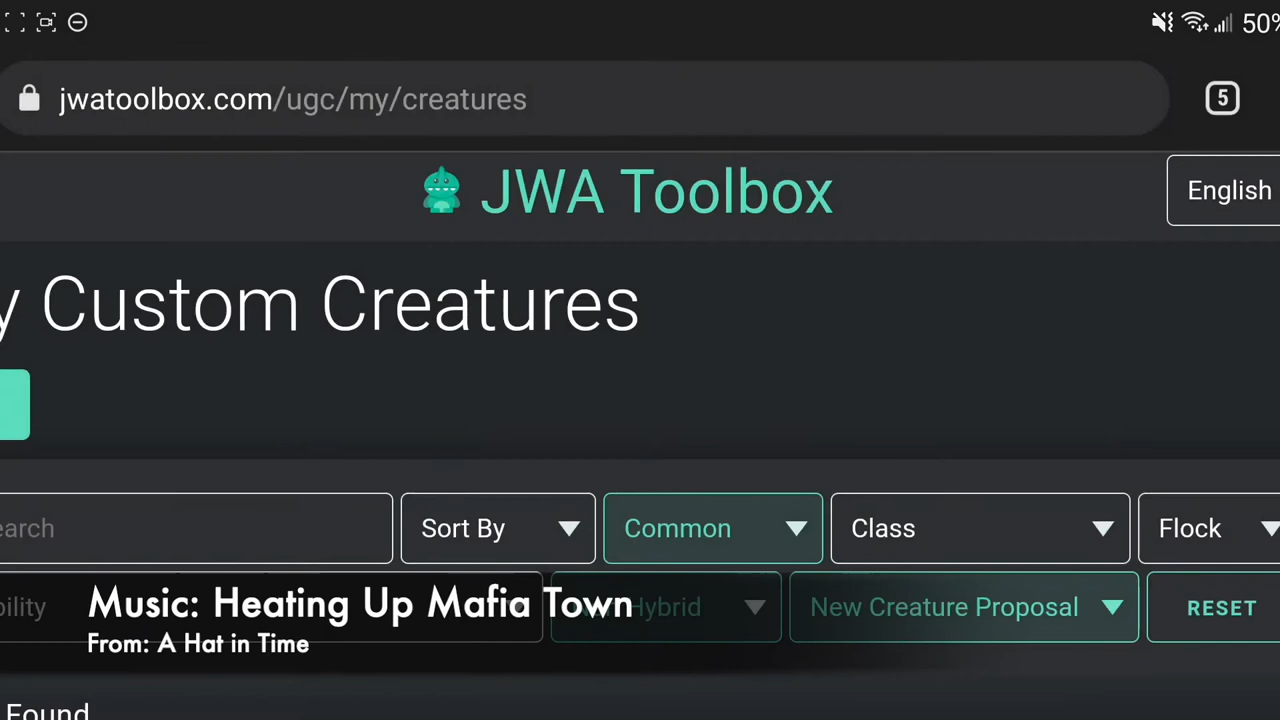 50%
jwatoolbox.com/ugc/my/creatures
5
JWA Toolbox
English
y Custom Creatures
earch
Sort By
Common
Class
Flock
bility
Hybrid
New Creature Proposal
RESET
Music: Heating Up Mafia Town
From: A Hat in Time
Found